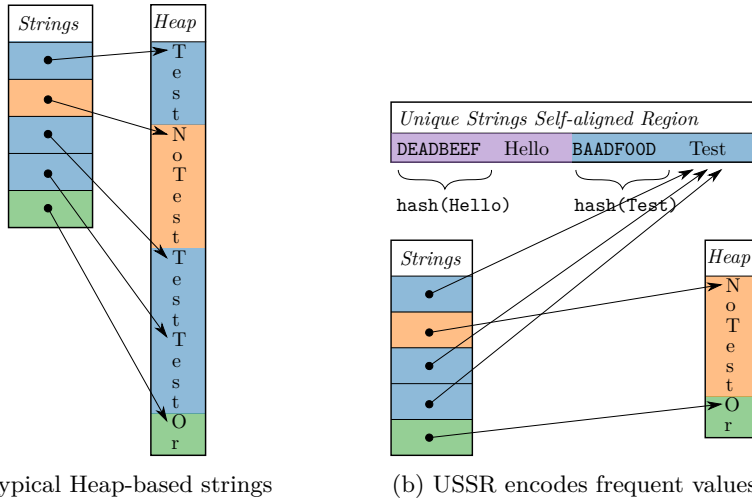 Strings
Heap
T
e
s
t
N
o
T
e
s
t
T
e
s
t
T
e
s
t
O
r
ypical Heap-based strings
Unique Strings Self-aligned Region
DEADBEEF Hello BAADFOOD Test
hash(Hello) hash(Test)
Strings
Heap
N
o
T
e
s
t
O
r
(b) USSR encodes frequent values